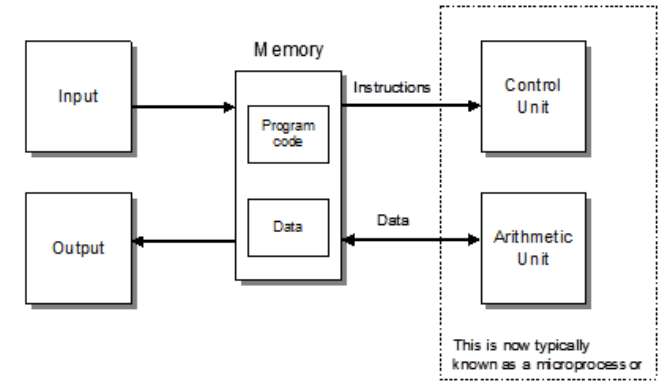 Memory
Input
Instructions
Control
Unit
Program
code
Output
Data
Data
Arithmetic
Unit
This is now typically
known as a microprocessor